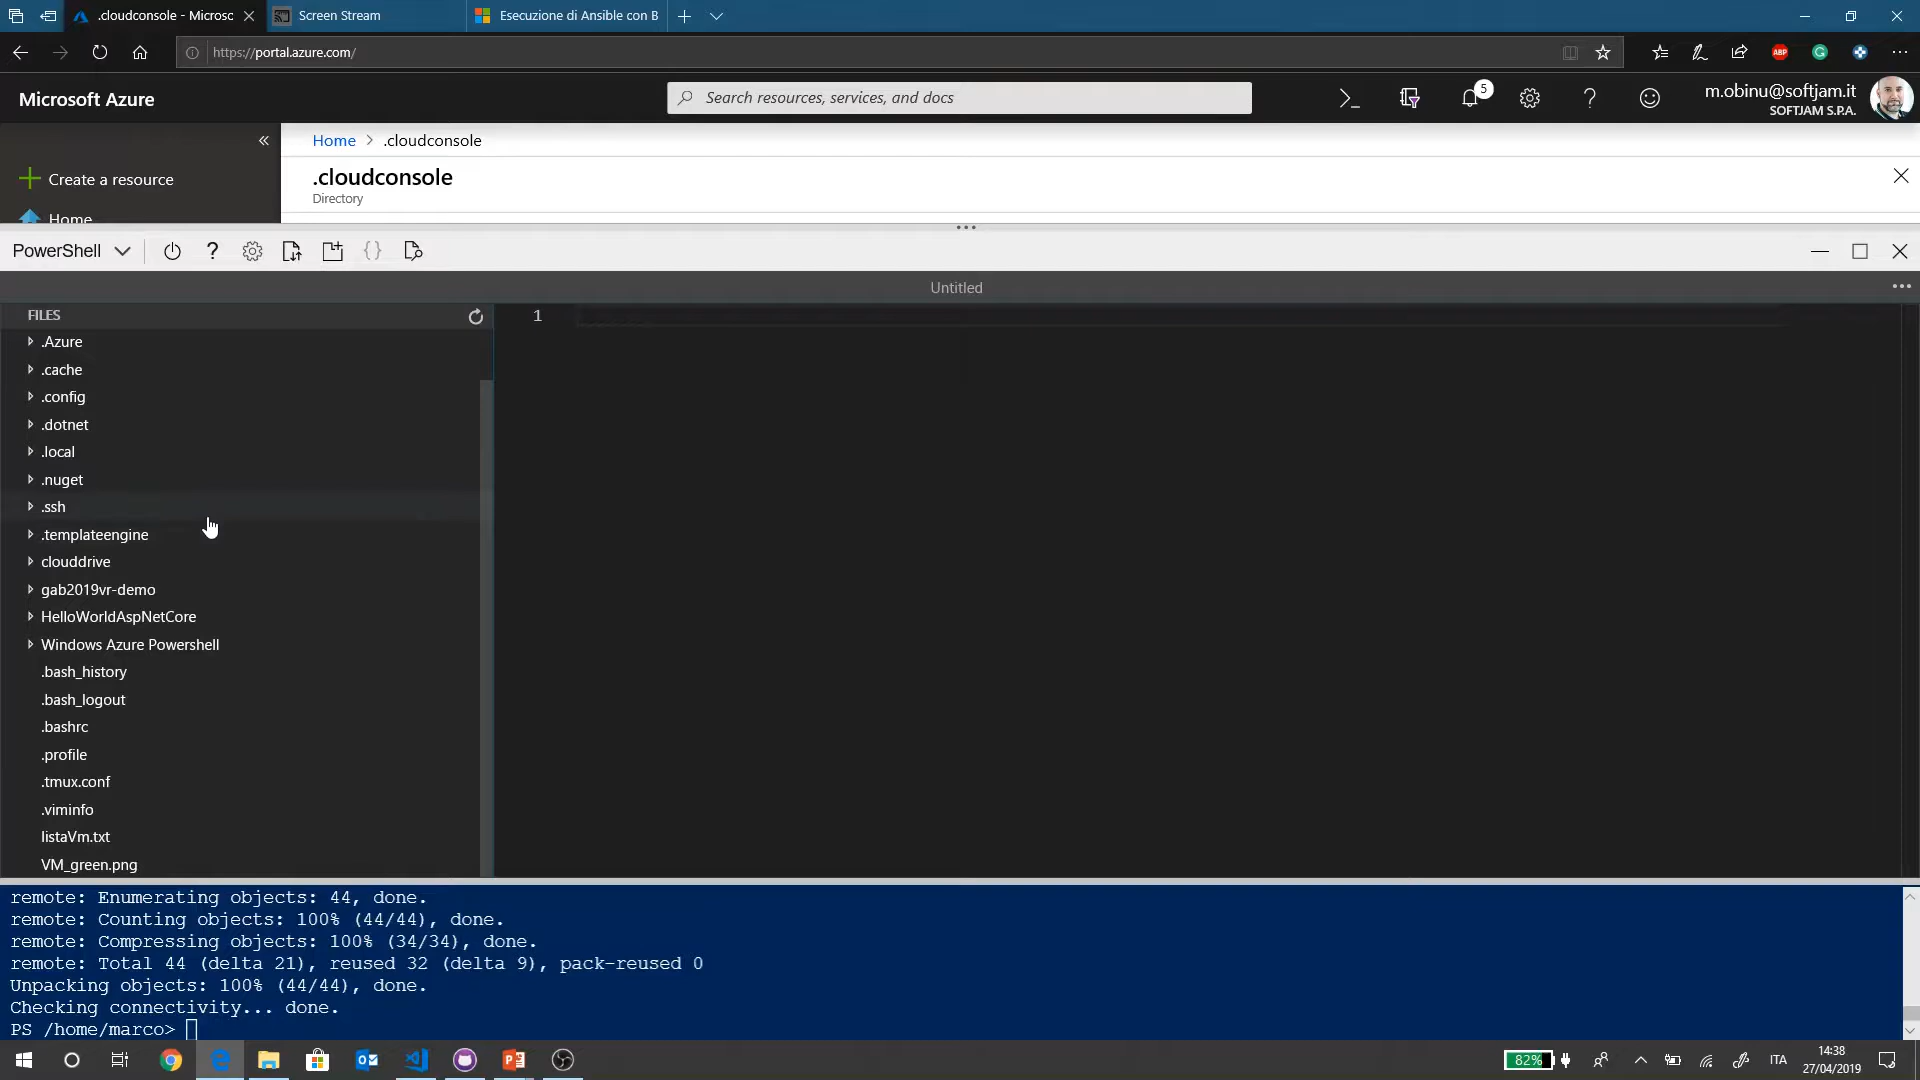 .cloudconsole - Microsc
Screen Stream
Esecuzione di Ansible con B
https://portal.azure.com/
ABP
G
Microsoft Azure
Search resources, services, and docs
5
m.obinu@softjam.it
SOFTJAM S.P.A.
Home > .cloudconsole
Create a resource
.cloudconsole
Directory
Home
PowerShell
Untitled
FILES
1
.Azure
.cache
.config
.dotnet
.local
.nuget
.ssh
.templateengine
clouddrive
gab2019vr-demo
HelloWorldAspNetCore
Windows Azure Powershell
.bash_history
.bash_logout
.bashrc
.profile
.tmux.conf
.viminfo
listaVm.txt
VM_green.png
remote: Enumerating objects: 44, done.
remote: Counting objects: 100% (44/44), done.
remote: Compressing objects: 100% (34/34), done.
remote: Total 44 (delta 21), reused 32 (delta 9), pack-reused 0
Unpacking objects: 100% (44/44), done.
Checking connectivity... done.
PS /home/marco>
82%
ITA
14:38
27/04/2019